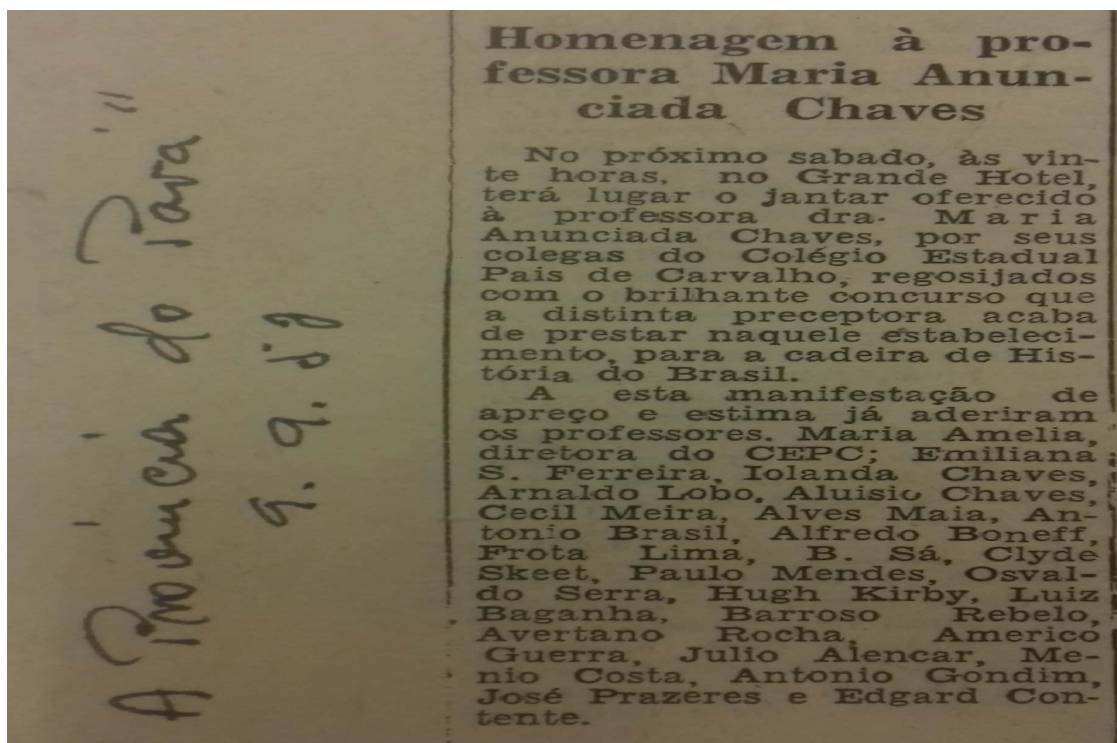 "A Província do Pará"
9. 9.
Homenagem à pro-
fessora Maria Anun-
ciada Chaves
No próximo sabado, às vin-
te horas, no Grande Hotel,
terá lugar o jantar oferecido
à professora dra. Maria
Anunciada Chaves, por seus
colegas do Colégio Estadual
Pais de Carvalho, regosijados
com o brilhante concurso que
a distinta preceptora acaba
de prestar naquele estabeleci-
mento, para a cadeira de His-
tória do Brasil.
A esta manifestação de
apreço e estima já aderiram
os professores. Maria Amelia,
diretora do CEPC; Emiliana
S. Ferreira, Iolanda Chaves,
Arnaldo Lobo, Aluisio Chaves,
Cecil Meira, Alves Maia, An-
tonio Brasil, Alfredo Boneff,
Frota Lima, B. Sá, Clyde
Skeet, Paulo Mendes, Osval-
do Serra, Hugh Kirby, Luiz
Baganha, Barroso Rebelo,
Avertano Rocha, Americo
Guerra, Julio Alencar, Me-
nio Costa, Antonio Gondim,
José Prazeres e Edgard Con-
tente.